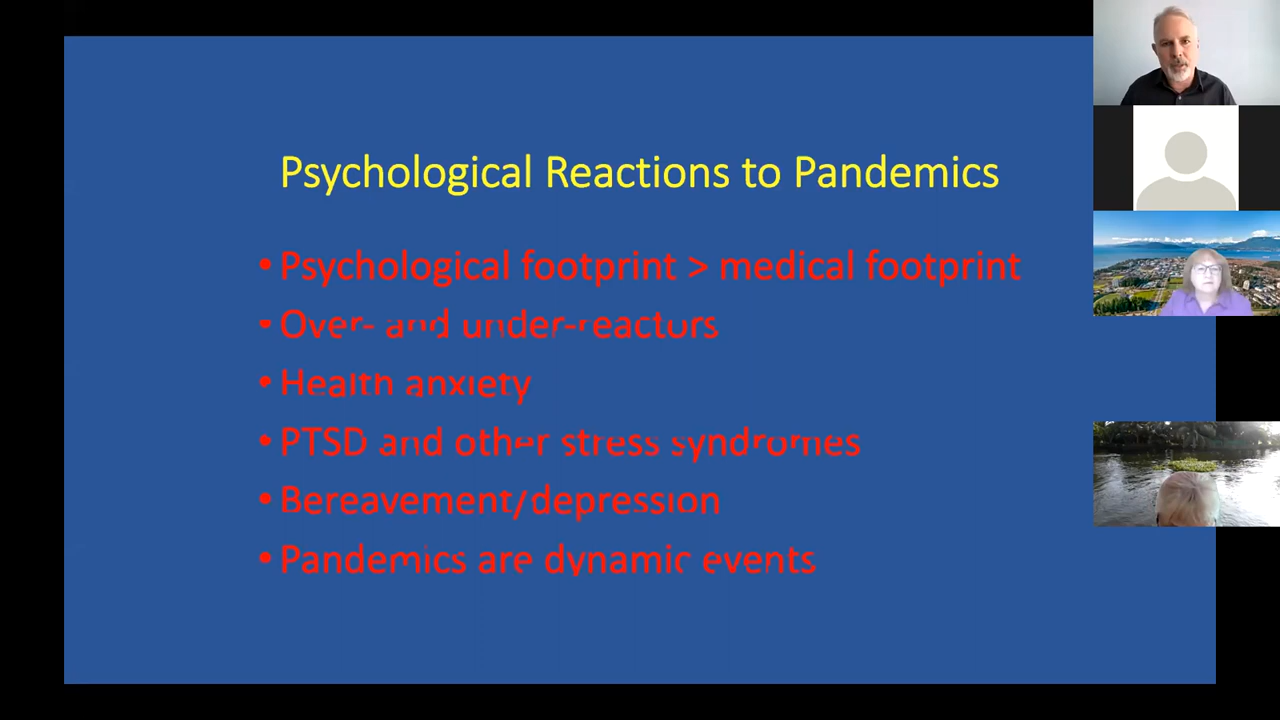 Psychological Reactions to Pandemics
• Psychological footprint > medical footprint
• Over- and under-reactors
• Health anxiety
• PTSD and other stress syndromes
• Bereavement/depression
• Pandemics are dynamic events